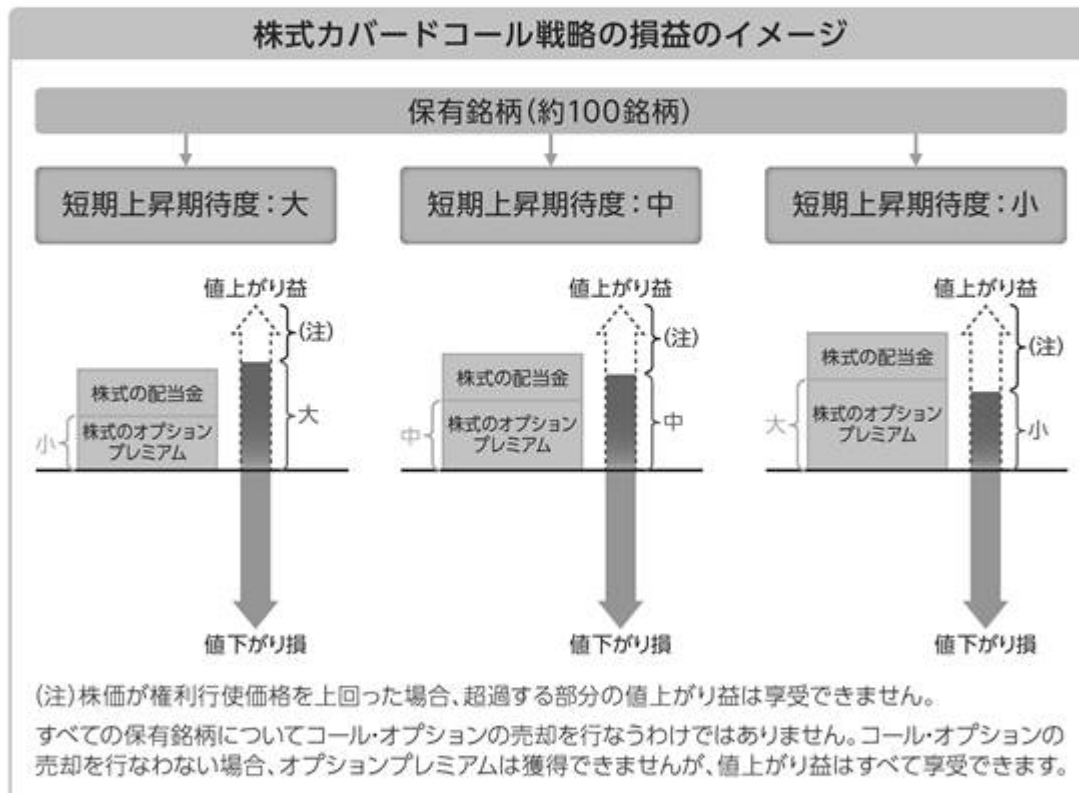 株式カバードコール戦略の損益のイメージ
保有銘柄(約100銘柄)
短期上昇期待度:大
短期上昇期待度:中
短期上昇期待度:小
値上がり益
(注)
株式の配当金
株式のオプション
プレミアム
小
大
値下がり損
値上がり益
(注)
株式の配当金
株式のオプション
プレミアム
中
中
値下がり損
値上がり益
(注)
株式の配当金
株式のオプション
プレミアム
大
小
値下がり損
(注)株価が権利行使価格を上回った場合、超過する部分の値上がり益は享受できません。
すべての保有銘柄についてコール・オプションの売却を行なうわけではありません。コール・オプションの
売却を行なわない場合、オプションプレミアムは獲得できませんが、値上がり益はすべて享受できます。